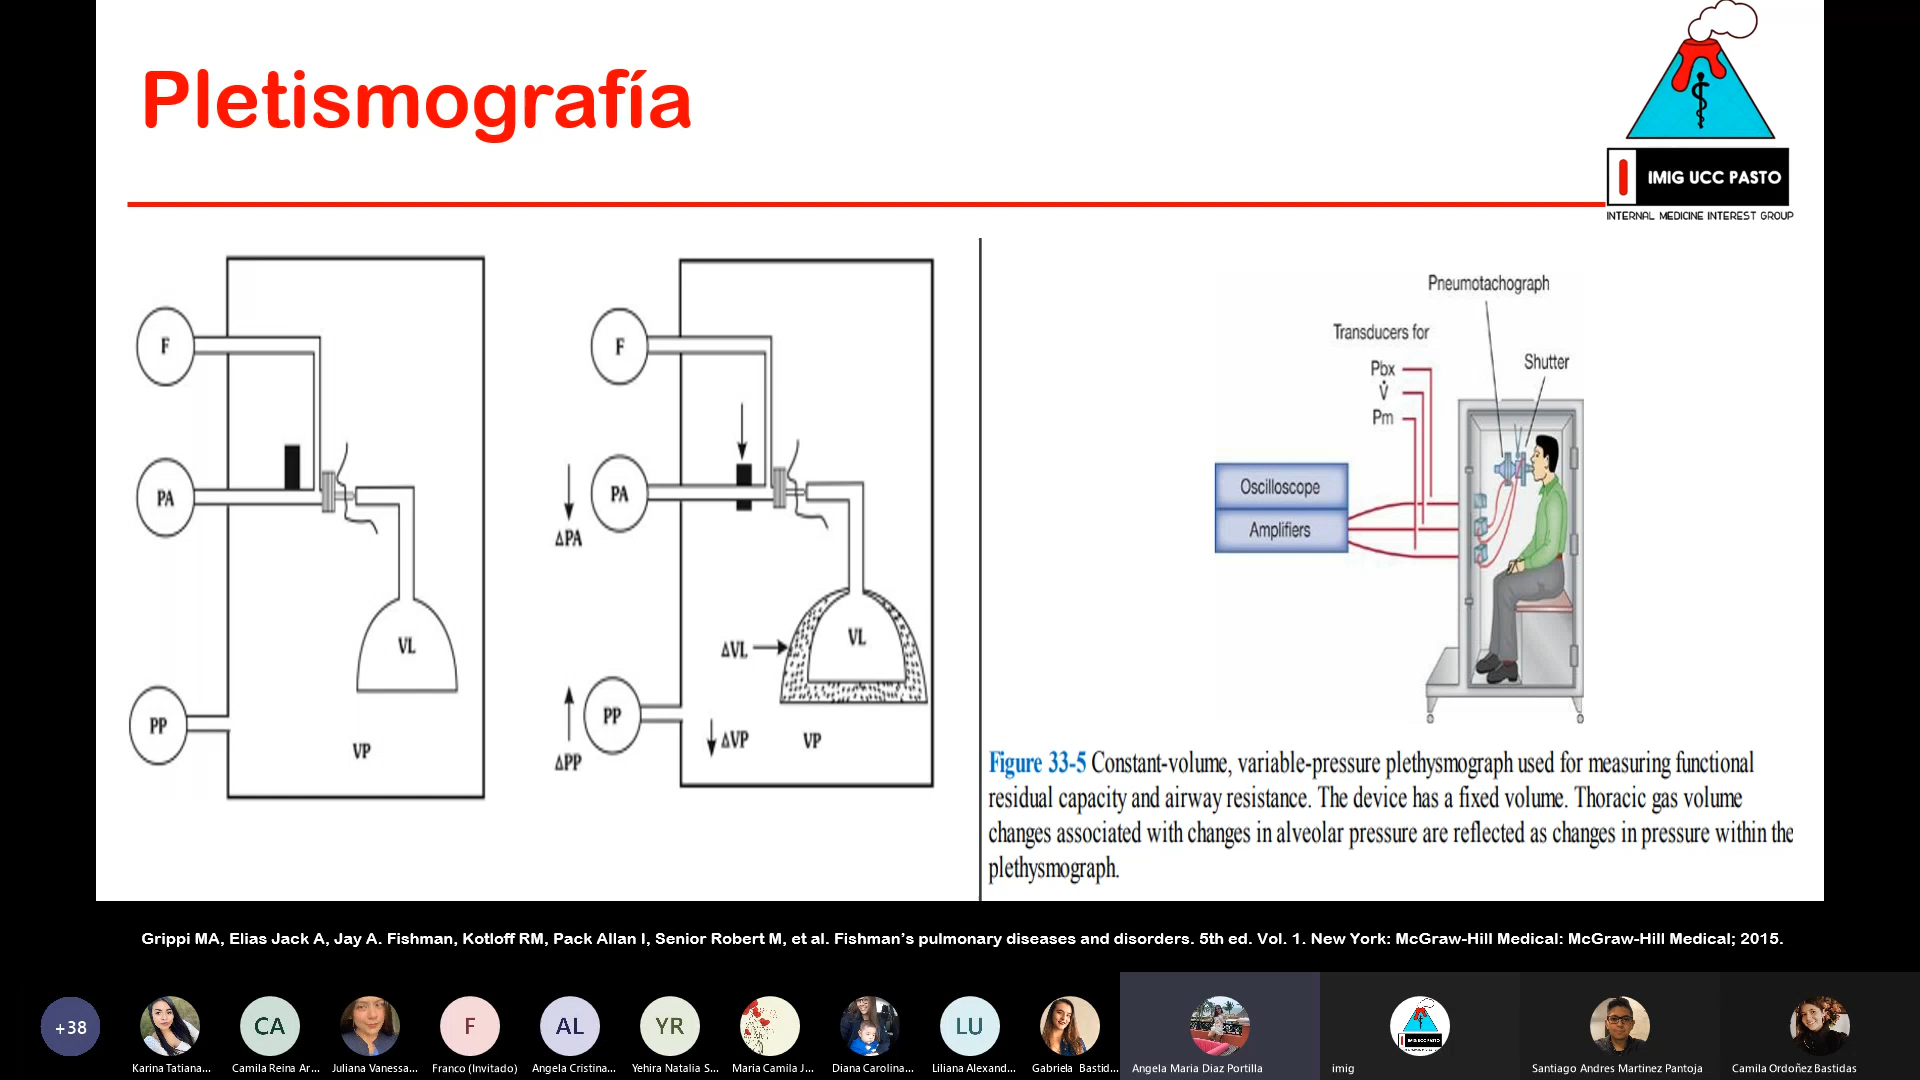 Pletismografía
IMIG UCC PASTO
INTERNAL MEDICINE INTEREST GROUP
F
PA
VL
PP
VP
F
PA
ΔPA
VL
ΔVL
PP
ΔVP
VP
ΔPP
Pneumotachograph
Transducers for
Shutter
Pbx
V̇
Pm
Oscilloscope
Amplifiers
Figure 33-5 Constant-volume, variable-pressure plethysmograph used for measuring functional
residual capacity and airway resistance. The device has a fixed volume. Thoracic gas volume
changes associated with changes in alveolar pressure are reflected as changes in pressure within the
plethysmograph.
Grippi MA, Elias Jack A, Jay A. Fishman, Kotloff RM, Pack Allan I, Senior Robert M, et al. Fishman’s pulmonary diseases and disorders. 5th ed. Vol. 1. New York: McGraw-Hill Medical: McGraw-Hill Medical; 2015.
+38
CA
F
AL
YR
LU
Karina Tatiana...
Camila Reina Ar...
Juliana Vanessa...
Franco (Invitado)
Angela Cristina...
Yehira Natalia S...
Maria Camila J...
Diana Carolina...
Liliana Alexand...
Gabriela Bastid...
Angela Maria Diaz Portilla
imig
Santiago Andres Martinez Pantoja
Camila Ordoñez Bastidas